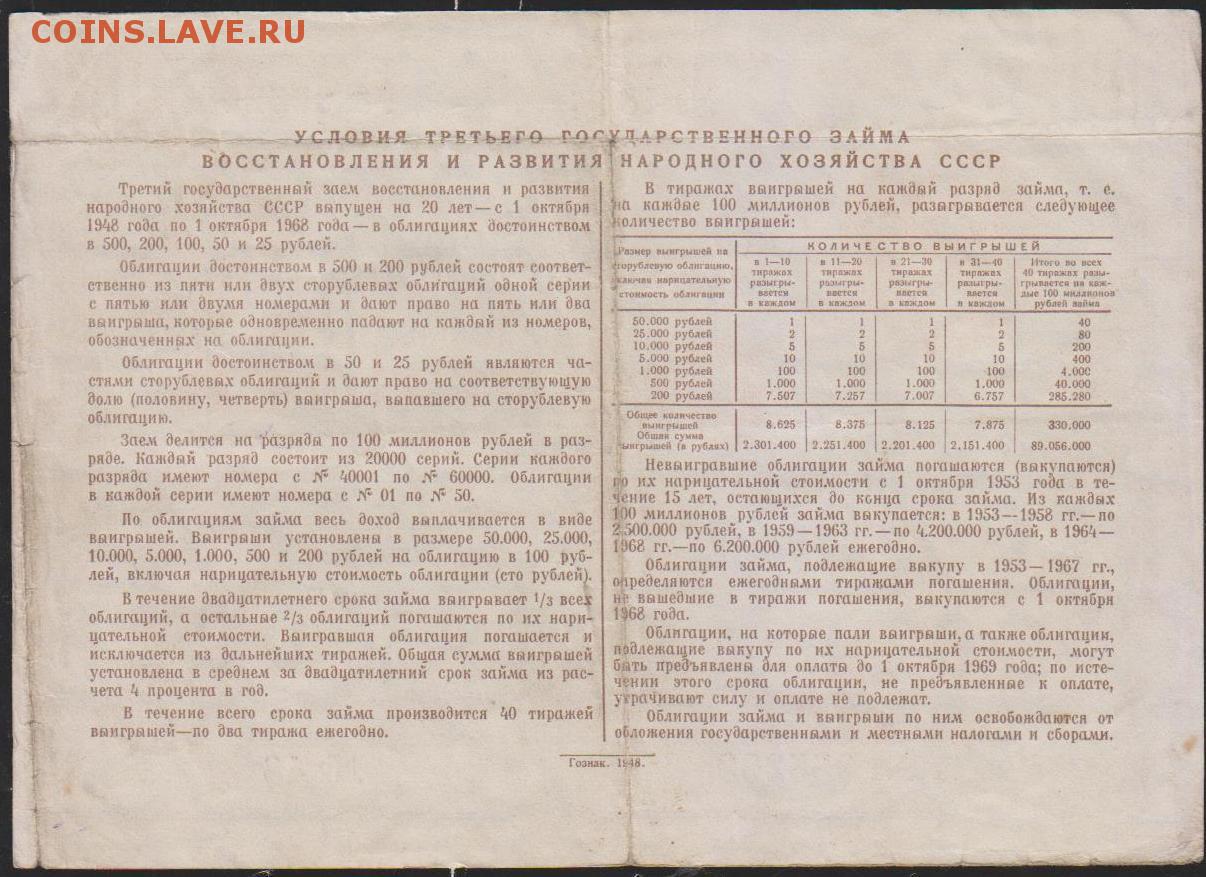 COINS.LAVE.RU
УСЛОВИЯ ТРЕТЬЕГО ГОСУДАРСТВЕННОГО ЗАЙМА
ВОССТАНОВЛЕНИЯ И РАЗВИТИЯ НАРОДНОГО ХОЗЯЙСТВА СССР
Третий государственный заем восстановления и развития
народного хозяйства СССР выпущен на 20 лет — с 1 октября
1948 года по 1 октября 1968 года — в облигациях достоинством
в 500, 200, 100, 50 и 25 рублей.
Облигации достоинством в 500 и 200 рублей состоят соответ-
ственно из пяти или двух сторублевых облигаций одной серии
с пятью или двумя номерами и дают право на пять или два
выигрыша, которые одновременно падают на каждый из номеров,
обозначенных на облигации.
Облигации достоинством в 50 и 25 рублей являются ча-
стями сторублевых облигаций и дают право на соответствующую
долю (половину, четверть) выигрыша, выпавшего на сторублевую
облигацию.
Заем делится на разряды по 100 миллионов рублей в раз-
ряде. Каждый разряд состоит из 20000 серий. Серии каждого
разряда имеют номера с № 40001 по № 60000. Облигации
в каждой серии имеют номера с № 01 по № 50.
По облигациям займа весь доход выплачивается в виде
выигрышей. Выигрыши установлены в размере 50.000, 25.000,
10.000, 5.000, 1.000, 500 и 200 рублей на облигацию в 100 руб-
лей, включая нарицательную стоимость облигации (сто рублей).
В течение двадцатилетнего срока займа выигрывает 1/3 всех
облигаций, а остальные 2/3 облигаций погашаются по их нари-
цательной стоимости. Выигравшая облигация погашается и
исключается из дальнейших тиражей. Общая сумма выигрышей
установлена в среднем за двадцатилетний срок займа из рас-
чета 4 процента в год.
В течение всего срока займа производится 40 тиражей
выигрышей—по два тиража ежегодно.
В тиражах выигрышей на каждый разряд займа, т. е.
на каждые 100 миллионов рублей, разыгрывается следующее
количество выигрышей:
Размер выигрышей на
сторублевую облигацию,
включая нарицательную
стоимость облигации
КОЛИЧЕСТВО ВЫИГРЫШЕЙ
в 1—10 тиражах разыгры-вается в каждом
в 11—20 тиражах разыгры-вается в каждом
в 21—30 тиражах разыгры-вается в каждом
в 31—40 тиражах разыгры-вается в каждом
Итого во всех 40 тиражах разы-грывается на каж-дые 100 миллионов рублей займа
50.000 рублей 1 1 1 1 40
25.000 рублей 2 2 2 2 80
10.000 рублей 5 5 5 5 200
5.000 рублей 10 10 10 10 400
1.000 рублей 100 100 100 100 4.000
500 рублей 1.000 1.000 1.000 1.000 40.000
200 рублей 7.507 7.257 7.007 6.757 285.280
Общее количество
выигрышей 8.625 8.375 8.125 7.875 330.000
Общая сумма
выигрышей (в рублях) 2.301.400 2.251.400 2.201.400 2.151.400 89.056.000
Невыигравшие облигации займа погашаются (выкупаются)
по их нарицательной стоимости с 1 октября 1953 года в те-
чение 15 лет, остающихся до конца срока займа. Из каждых
100 миллионов рублей займа выкупается: в 1953—1958 гг.—по
2.500.000 рублей, в 1959—1963 гг.—по 4.200.000 рублей, в 1964—
1968 гг.—по 6.200.000 рублей ежегодно.
Облигации займа, подлежащие выкупу в 1953—1967 гг.,
определяются ежегодными тиражами погашения. Облигации,
не вышедшие в тиражи погашения, выкупаются с 1 октября
1968 года.
Облигации, на которые пали выигрыши, а также облигации,
подлежащие выкупу по их нарицательной стоимости, могут
быть предъявлены для оплаты до 1 октября 1969 года; по исте-
чении этого срока облигации, не предъявленные к оплате,
утрачивают силу и оплате не подлежат.
Облигации займа и выигрыши по ним освобождаются от
обложения государственными и местными налогами и сборами.
Гознак. 1948.